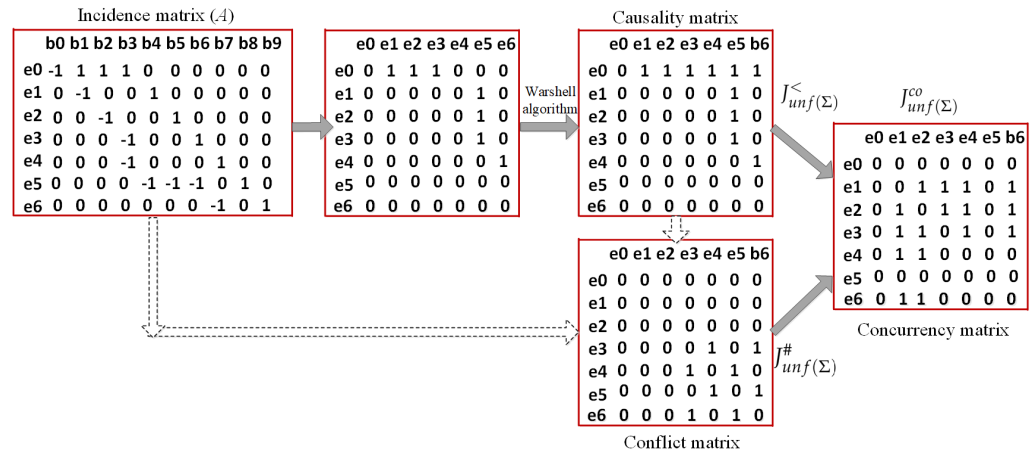 Incidence matrix (A)
b0 b1 b2 b3 b4 b5 b6 b7 b8 b9
e0 -1 1 1 1 0 0 0 0 0 0
e1 0 -1 0 0 1 0 0 0 0 0
e2 0 0 -1 0 0 1 0 0 0 0
e3 0 0 0 -1 0 0 1 0 0 0
e4 0 0 0 -1 0 0 0 1 0 0
e5 0 0 0 0 -1 -1 -1 0 1 0
e6 0 0 0 0 0 0 0 -1 0 1
e0 e1 e2 e3 e4 e5 e6
e0 0 1 1 1 0 0 0
e1 0 0 0 0 0 1 0
e2 0 0 0 0 0 1 0
e3 0 0 0 0 0 1 0
e4 0 0 0 0 0 0 1
e5 0 0 0 0 0 0 0
e6 0 0 0 0 0 0 0
Warshell
algorithm
Causality matrix
e0 e1 e2 e3 e4 e5 b6
e0 0 1 1 1 1 1 1
e1 0 0 0 0 0 1 0
e2 0 0 0 0 0 1 0
e3 0 0 0 0 0 1 0
e4 0 0 0 0 0 0 1
e5 0 0 0 0 0 0 0
e6 0 0 0 0 0 0 0
J^<_{unf(Σ)}
J^{co}_{unf(Σ)}
e0 e1 e2 e3 e4 e5 b6
e0 0 0 0 0 0 0 0
e1 0 0 1 1 1 0 1
e2 0 1 0 1 1 0 1
e3 0 1 1 0 1 0 1
e4 0 1 1 0 0 0 0
e5 0 0 0 0 0 0 0
e6 0 1 1 0 0 0 0
Concurrency matrix
e0 e1 e2 e3 e4 e5 b6
e0 0 0 0 0 0 0 0
e1 0 0 0 0 0 0 0
e2 0 0 0 0 0 0 0
e3 0 0 0 0 1 0 1
e4 0 0 0 1 0 1 0
e5 0 0 0 0 1 0 1
e6 0 0 0 1 0 1 0
J^#_{unf(Σ)}
Conflict matrix